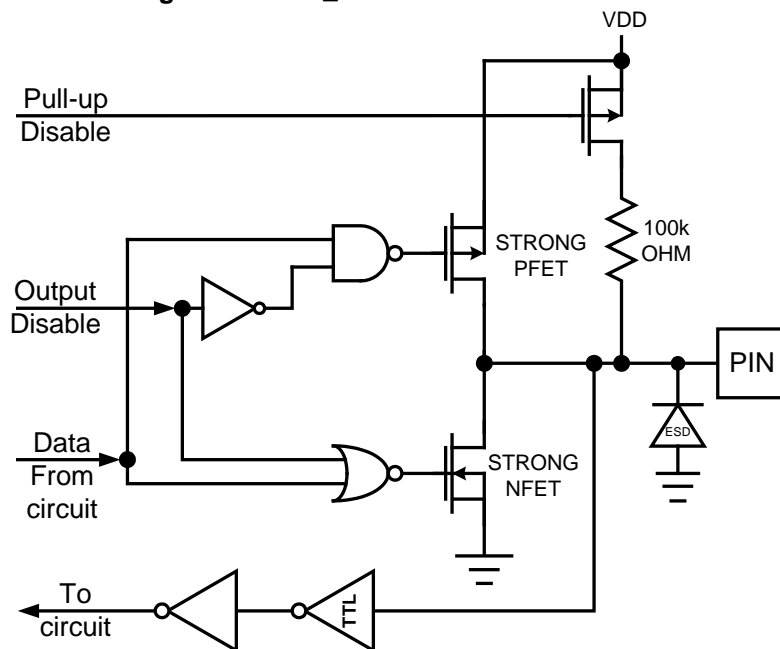 VDD
Pull-up
Disable
100k
OHM
STRONG
PFET
Output
Disable
PIN
ESD
Data
From
circuit
STRONG
NFET
To
circuit
TTL